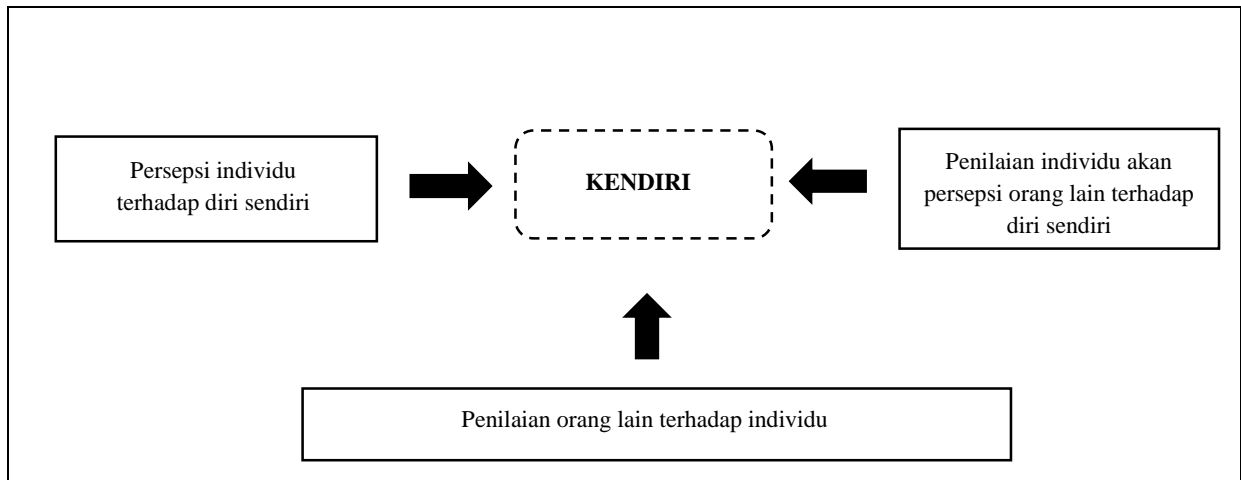 Persepsi individu
terhadap diri sendiri
KENDIRI
Penilaian individu akan
persepsi orang lain terhadap
diri sendiri
Penilaian orang lain terhadap individu